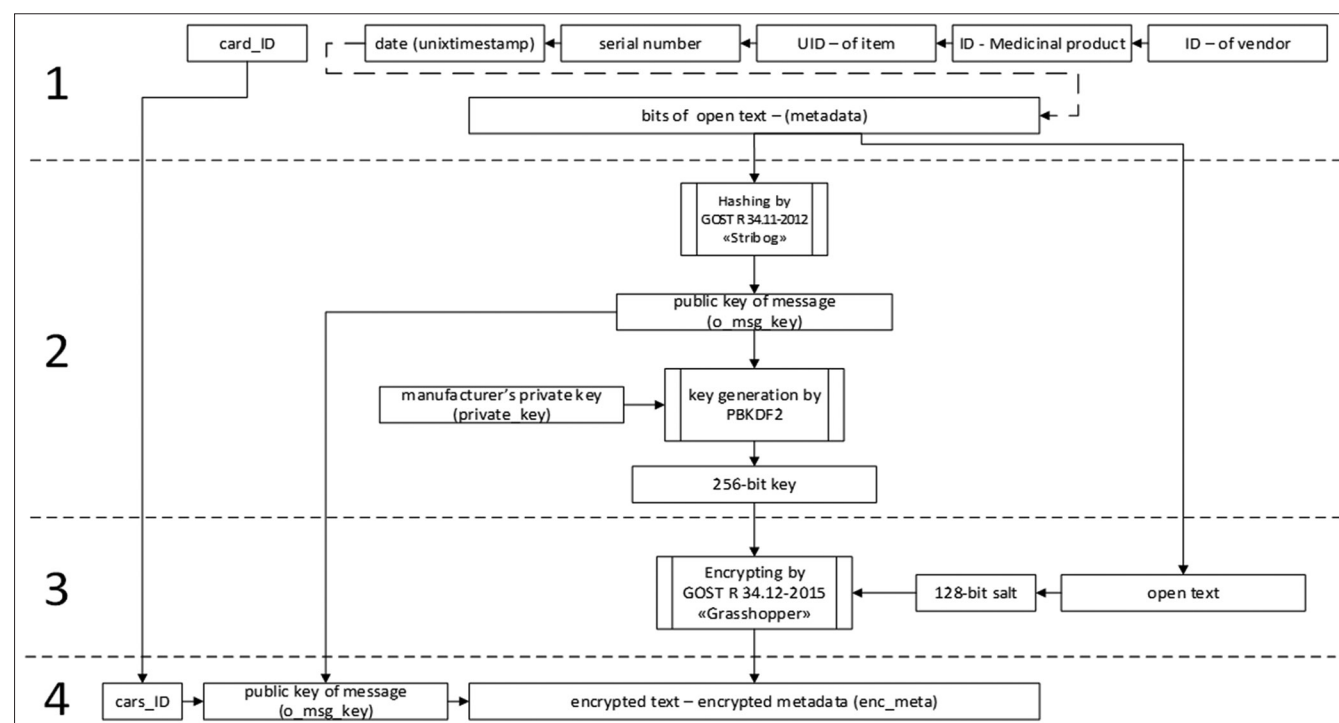 card_ID
date (unixtimestamp)
serial number
UID – of item
ID - Medicinal product
ID – of vendor
1
bits of open text – (metadata)
Hashing by
GOST R 34.11-2012
«Stribog»
public key of message
(o_msg_key)
2
manufacturer's private key
(private_key)
key generation by
PBKDF2
256-bit key
3
Encrypting by
GOST R 34.12-2015
«Grasshopper»
128-bit salt
open text
4
cars_ID
public key of message
(o_msg_key)
encrypted text – encrypted metadata (enc_meta)